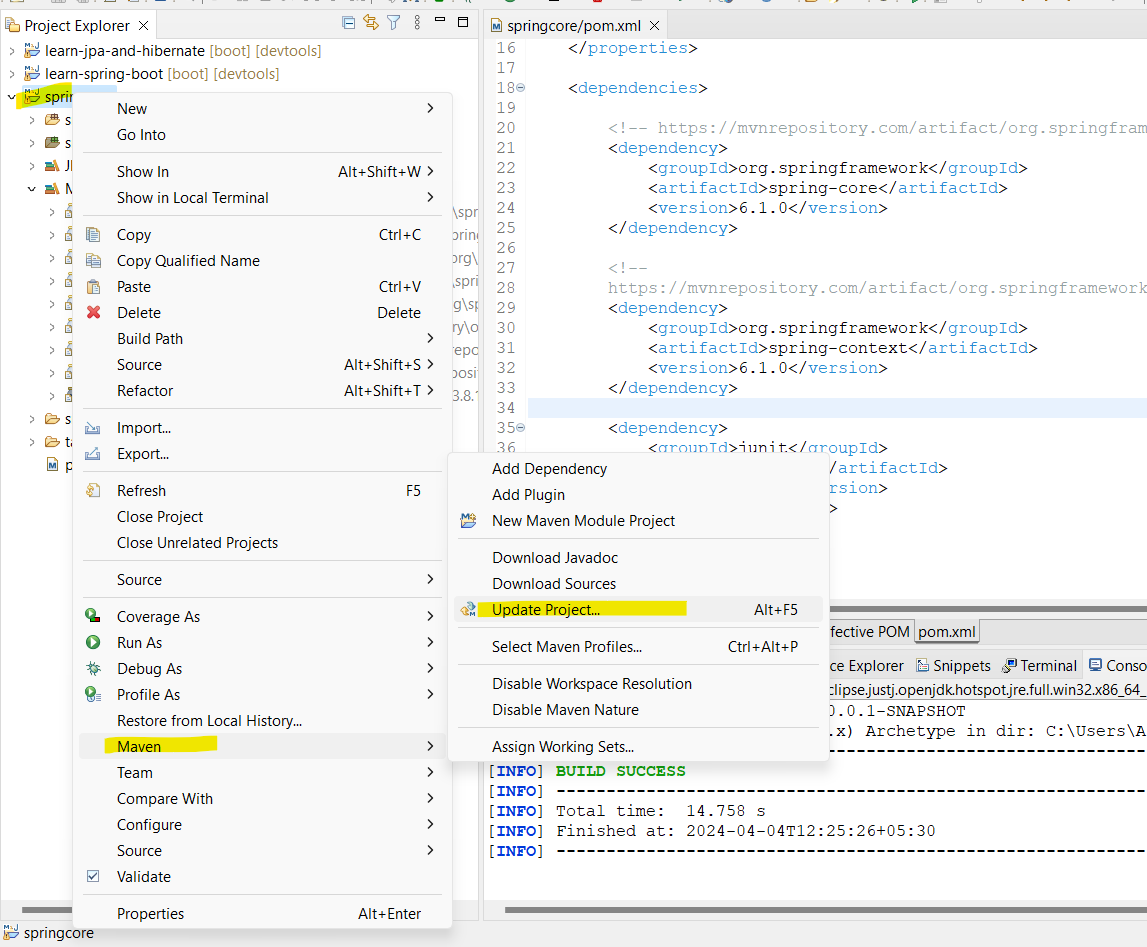 Project Explorer
learn-jpa-and-hibernate [boot] [devtools]
learn-spring-boot [boot] [devtools]
New
Go Into
Show In Alt+Shift+W
Show in Local Terminal
Copy Ctrl+C
Copy Qualified Name
Paste Ctrl+V
Delete Delete
Build Path
Source Alt+Shift+S
Refactor Alt+Shift+T
Import...
Export...
Refresh F5
Close Project
Close Unrelated Projects
Source
Coverage As
Run As
Debug As
Profile As
Restore from Local History...
Maven
Team
Compare With
Configure
Source
Validate
Properties Alt+Enter
springcore
springcore/pom.xml
16 </properties>
17
18 <dependencies>
19
20 <!-- https://mvnrepository.com/artifact/org.springfram
21 <dependency>
22 <groupId>org.springframework</groupId>
23 <artifactId>spring-core</artifactId>
24 <version>6.1.0</version>
25 </dependency>
26
27 <!--
28 https://mvnrepository.com/artifact/org.springframework
29 <dependency>
30 <groupId>org.springframework</groupId>
31 <artifactId>spring-context</artifactId>
32 <version>6.1.0</version>
33 </dependency>
34
35 <dependency>
36 <groupId>junit</groupId>
/artifactId>
rsion>
>
Add Dependency
Add Plugin
New Maven Module Project
Download Javadoc
Download Sources
Update Project... Alt+F5
Select Maven Profiles... Ctrl+Alt+P
Disable Workspace Resolution
Disable Maven Nature
Assign Working Sets...
fective POM pom.xml
ce Explorer Snippets Terminal Conso
clipse.justj.openjdk.hotspot.jre.full.win32.x86_64_
0.0.1-SNAPSHOT
.x) Archetype in dir: C:\Users\A
[INFO] BUILD SUCCESS
[INFO] ------------------------------------------------------------
[INFO] Total time:  14.758 s
[INFO] Finished at: 2024-04-04T12:25:26+05:30
[INFO] ------------------------------------------------------------